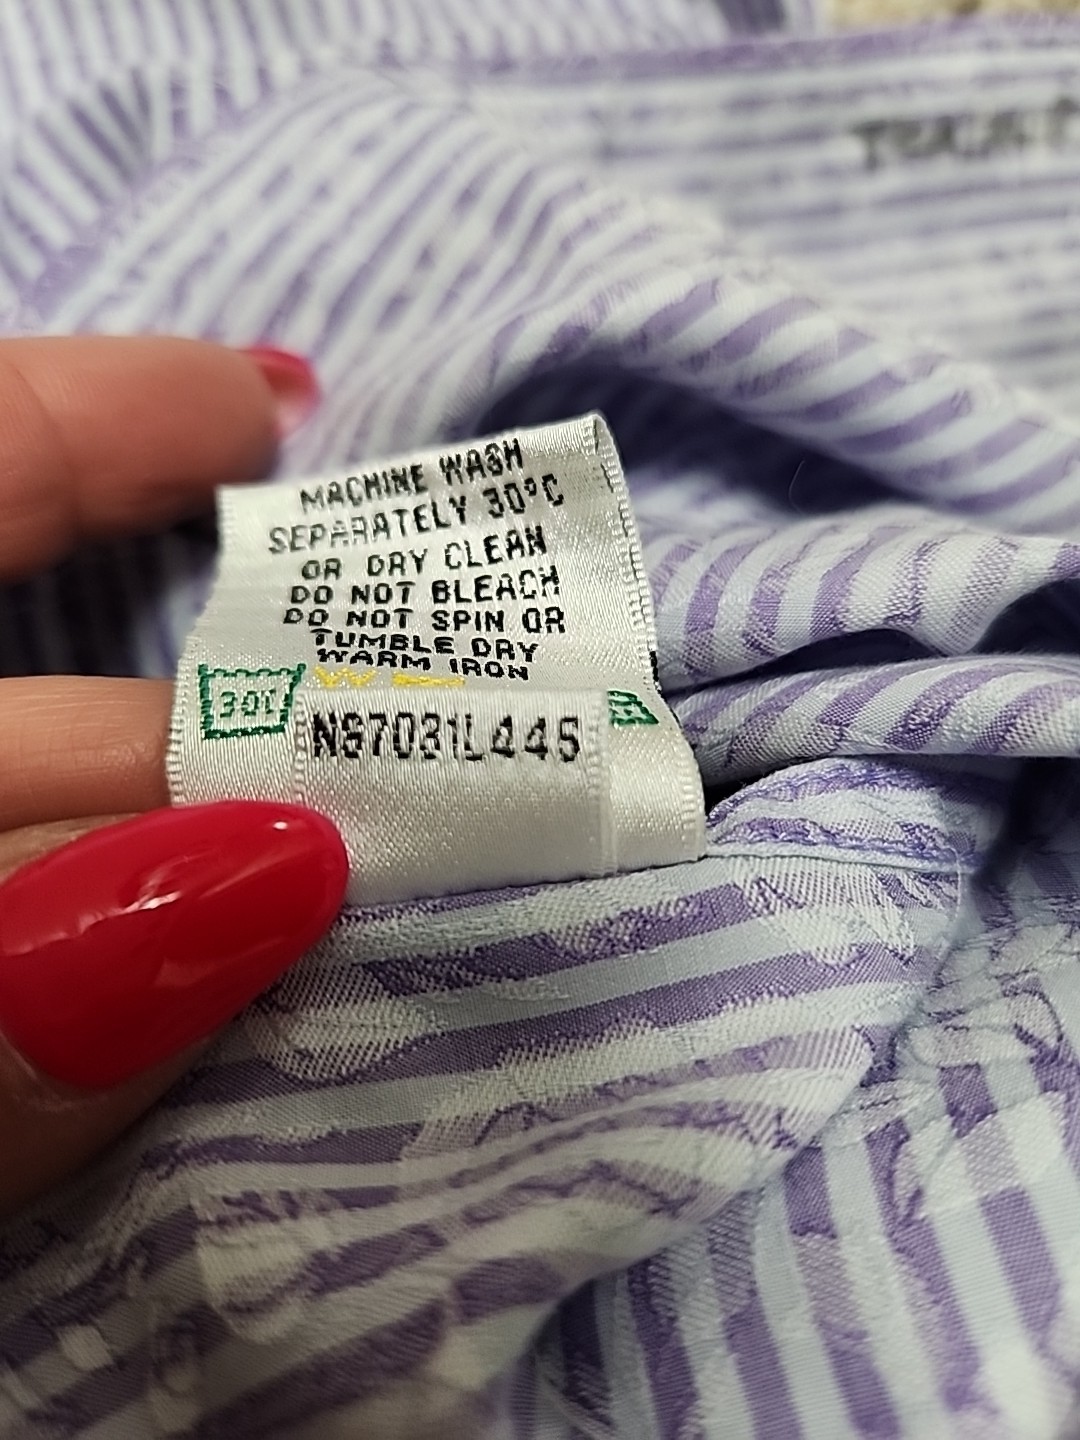 MACHINE WASH
SEPARATELY 30°C
OR DRY CLEAN
DO NOT BLEACH
DO NOT SPIN OR
TUMBLE DRY
WARM IRON
30°
NS7031L445